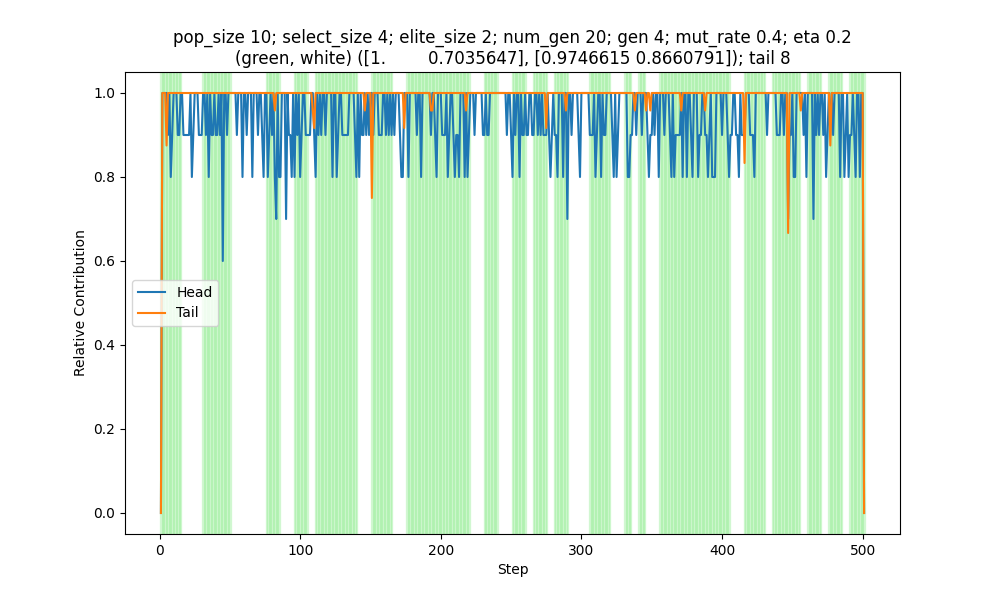 pop_size 10; select_size 4; elite_size 2; num_gen 20; gen 4; mut_rate 0.4; eta 0.2
(green, white) ([1.        0.7035647], [0.9746615 0.8660791]); tail 8
1.0
0.8
0.6
0.4
0.2
0.0
Relative Contribution
Head
Tail
0
100
200
300
400
500
Step